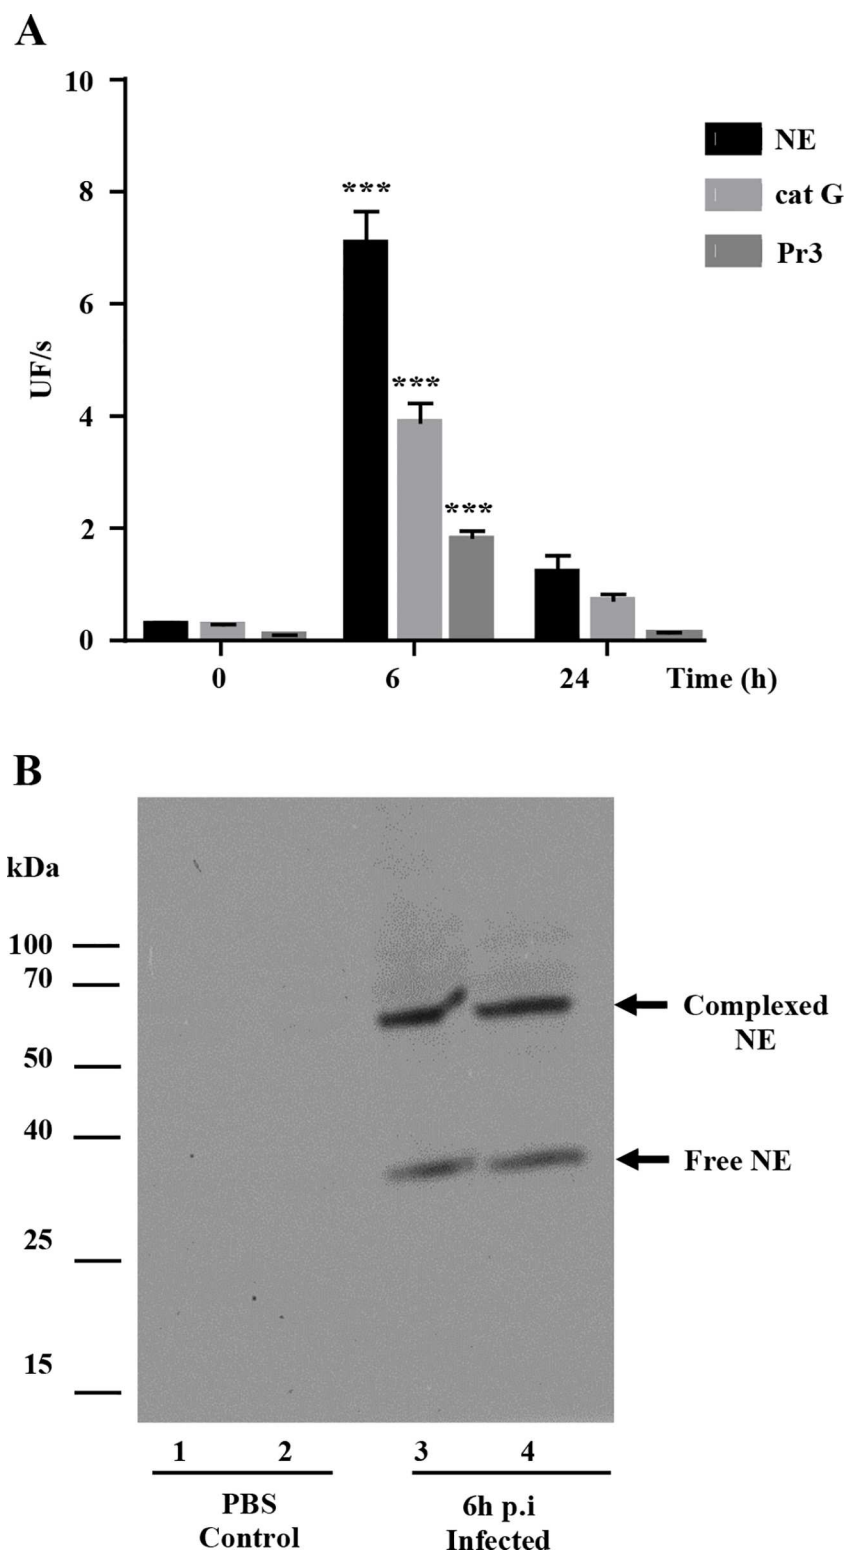 A
10
8
6
4
2
0
UF/s
***
***
***
NE
cat G
Pr3
0 6 24 Time (h)
B
kDa
100
70
50
40
25
15
Complexed
NE
Free NE
1 2 3 4
PBS
Control
6h p.i
Infected